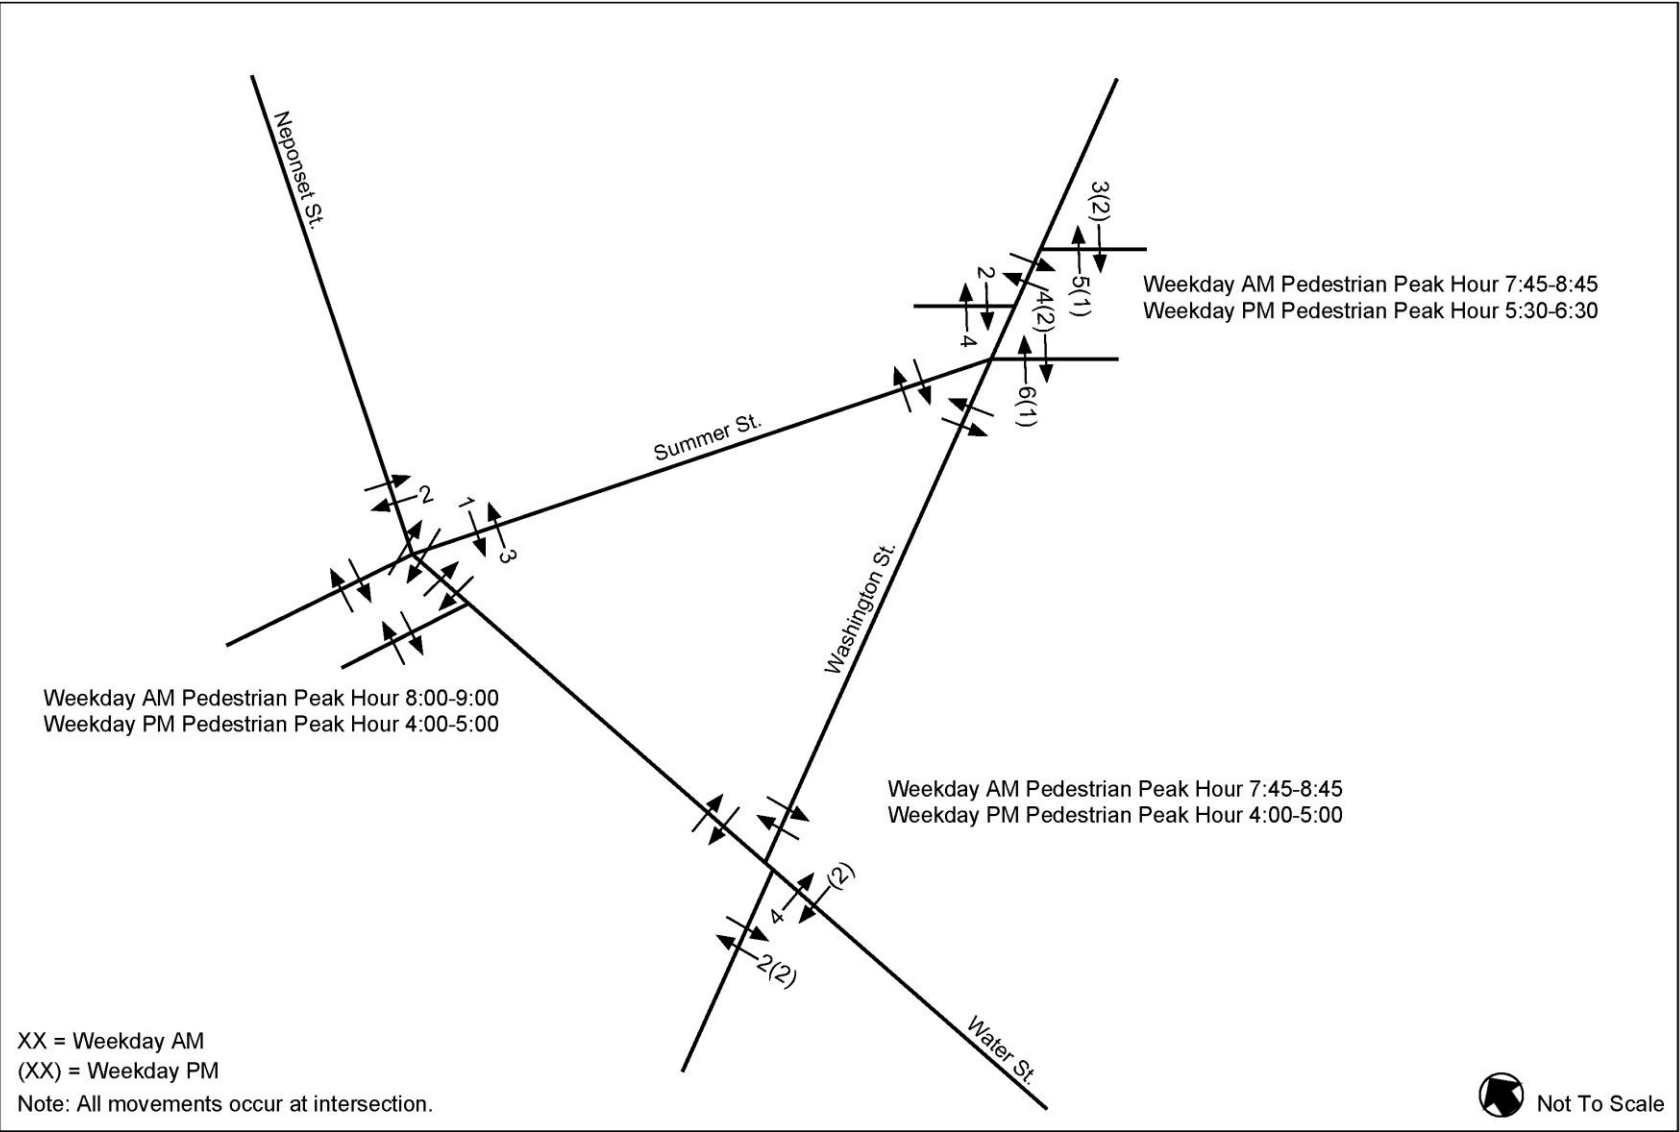 Neponset St.
3(2)
5(1)
Weekday AM Pedestrian Peak Hour 7:45-8:45
Weekday PM Pedestrian Peak Hour 5:30-6:30
2
4
4(2)
6(1)
Summer St.
2
1
3
Washington St.
Weekday AM Pedestrian Peak Hour 8:00-9:00
Weekday PM Pedestrian Peak Hour 4:00-5:00
Weekday AM Pedestrian Peak Hour 7:45-8:45
Weekday PM Pedestrian Peak Hour 4:00-5:00
(2)
4
2(2)
Water St.
XX = Weekday AM
(XX) = Weekday PM
Note: All movements occur at intersection.
Not To Scale